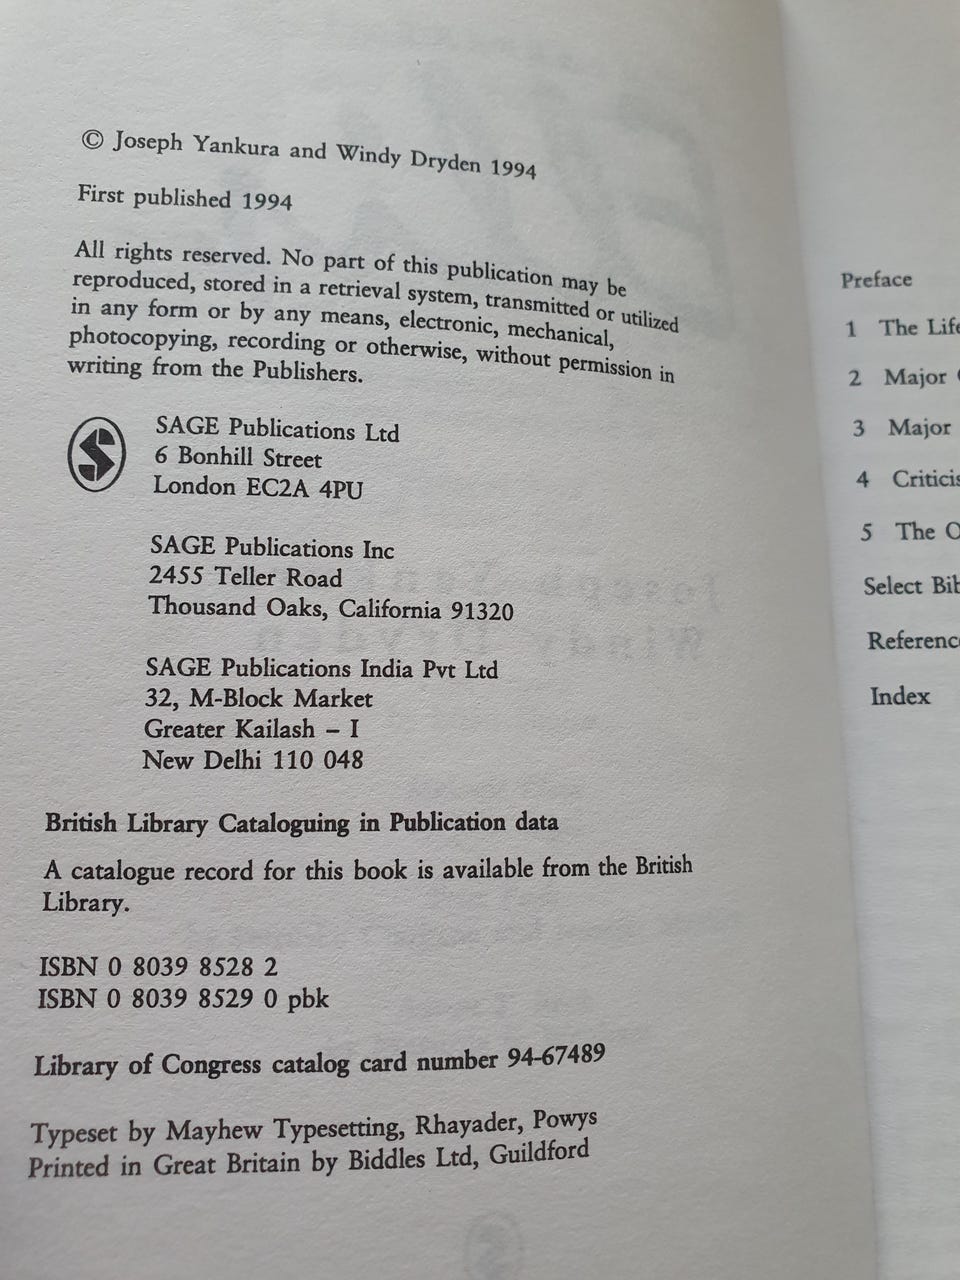 © Joseph Yankura and Windy Dryden 1994
First published 1994
All rights reserved. No part of this publication may be
reproduced, stored in a retrieval system, transmitted or utilized
in any form or by any means, electronic, mechanical,
photocopying, recording or otherwise, without permission in
writing from the Publishers.
SAGE Publications Ltd
6 Bonhill Street
London EC2A 4PU
SAGE Publications Inc
2455 Teller Road
Thousand Oaks, California 91320
SAGE Publications India Pvt Ltd
32, M-Block Market
Greater Kailash – I
New Delhi 110 048
British Library Cataloguing in Publication data
A catalogue record for this book is available from the British
Library.
ISBN 0 8039 8528 2
ISBN 0 8039 8529 0 pbk
Library of Congress catalog card number 94-67489
Typeset by Mayhew Typesetting, Rhayader, Powys
Printed in Great Britain by Biddles Ltd, Guildford
Preface
1 The Life
2 Major
3 Major
4 Criticis
5 The O
Select Bib
Reference
Index